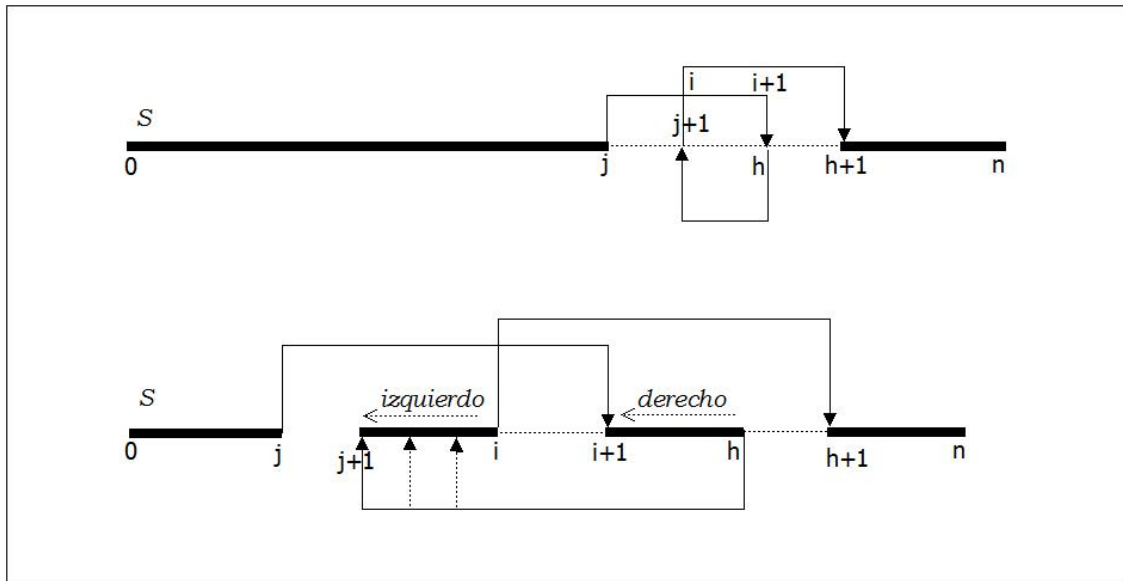 i i+1
S j+1
0 j h h+1 n
S izquierdo derecho
0 j j+1 i i+1 h h+1 n